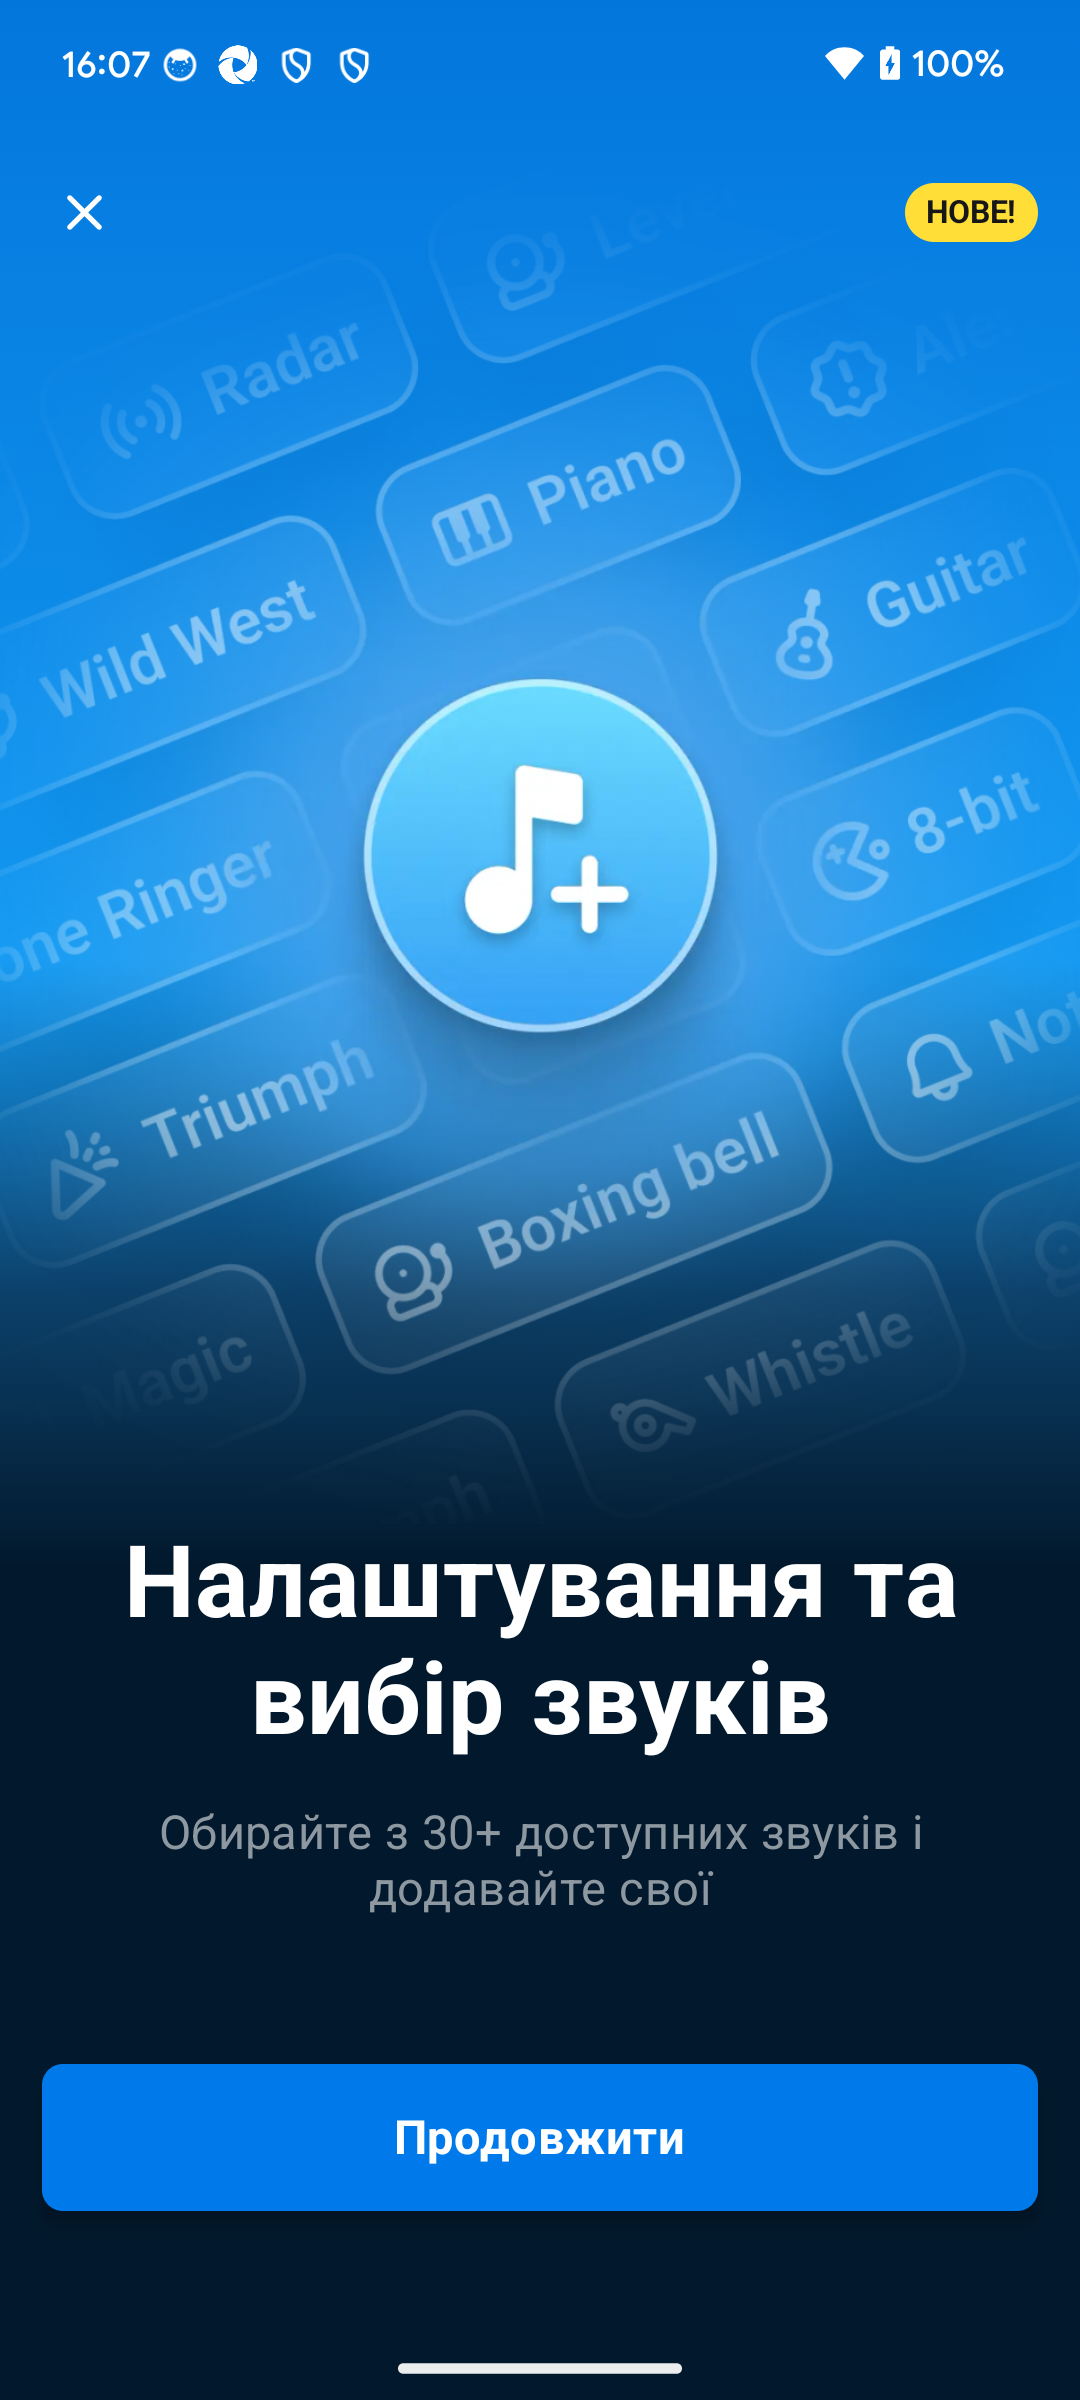 16:07
100%
НОВЕ!
Radar
Piano
Guitar
Wild West
8-bit
Ringer
Triumph
Boxing bell
Magic
Whistle
Налаштування та
вибір звуків
Обирайте з 30+ доступних звуків і
додавайте свої
Продовжити